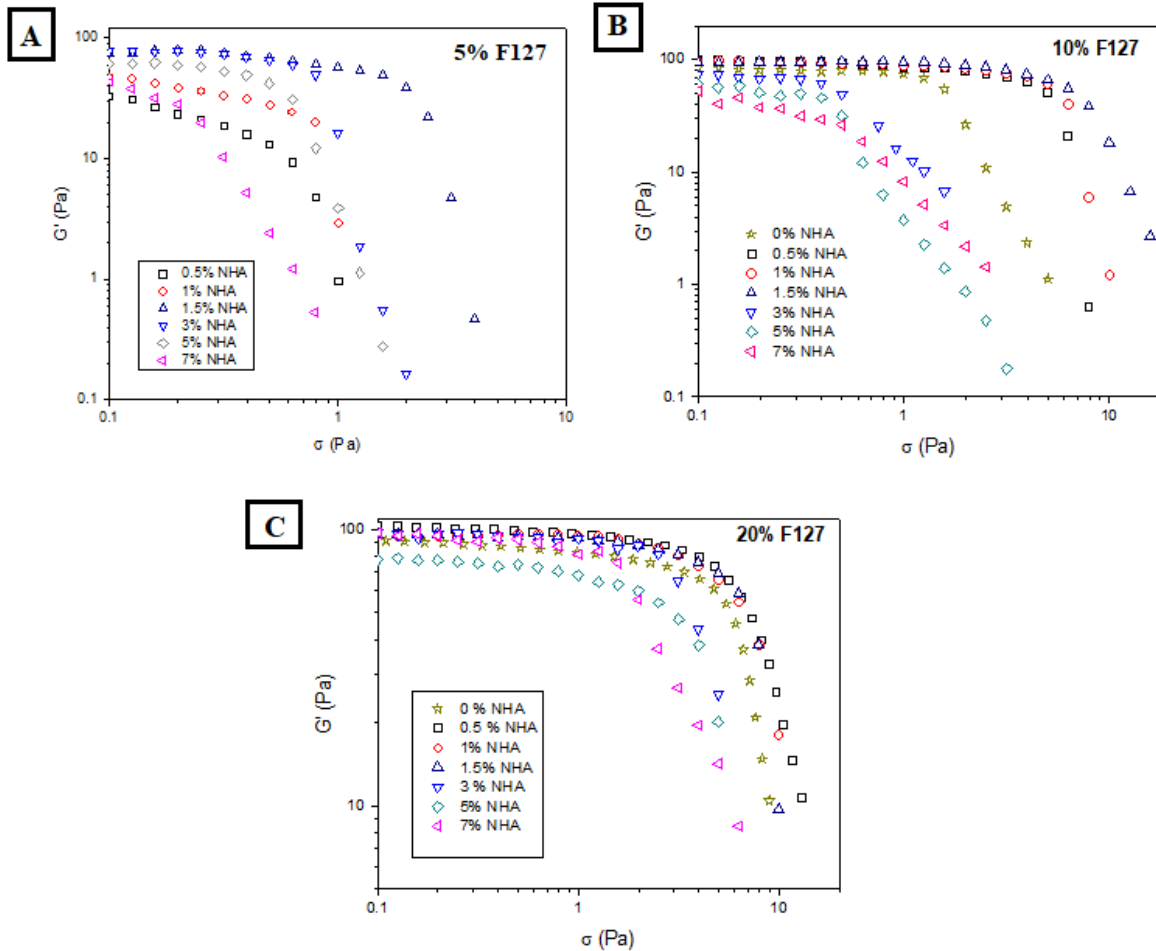 A
5% F127
100
10
1
0.1
G' (Pa)
0.5% NHA
1% NHA
1.5% NHA
3% NHA
5% NHA
7% NHA
0.1
1
10
σ (Pa)
B
10% F127
100
10
1
0.1
G' (Pa)
0% NHA
0.5% NHA
1% NHA
1.5% NHA
3% NHA
5% NHA
7% NHA
0.1
1
10
σ (Pa)
C
20% F127
100
10
G' (Pa)
0 % NHA
0.5 % NHA
1% NHA
1.5% NHA
3 % NHA
5% NHA
7% NHA
0.1
1
10
σ (Pa)